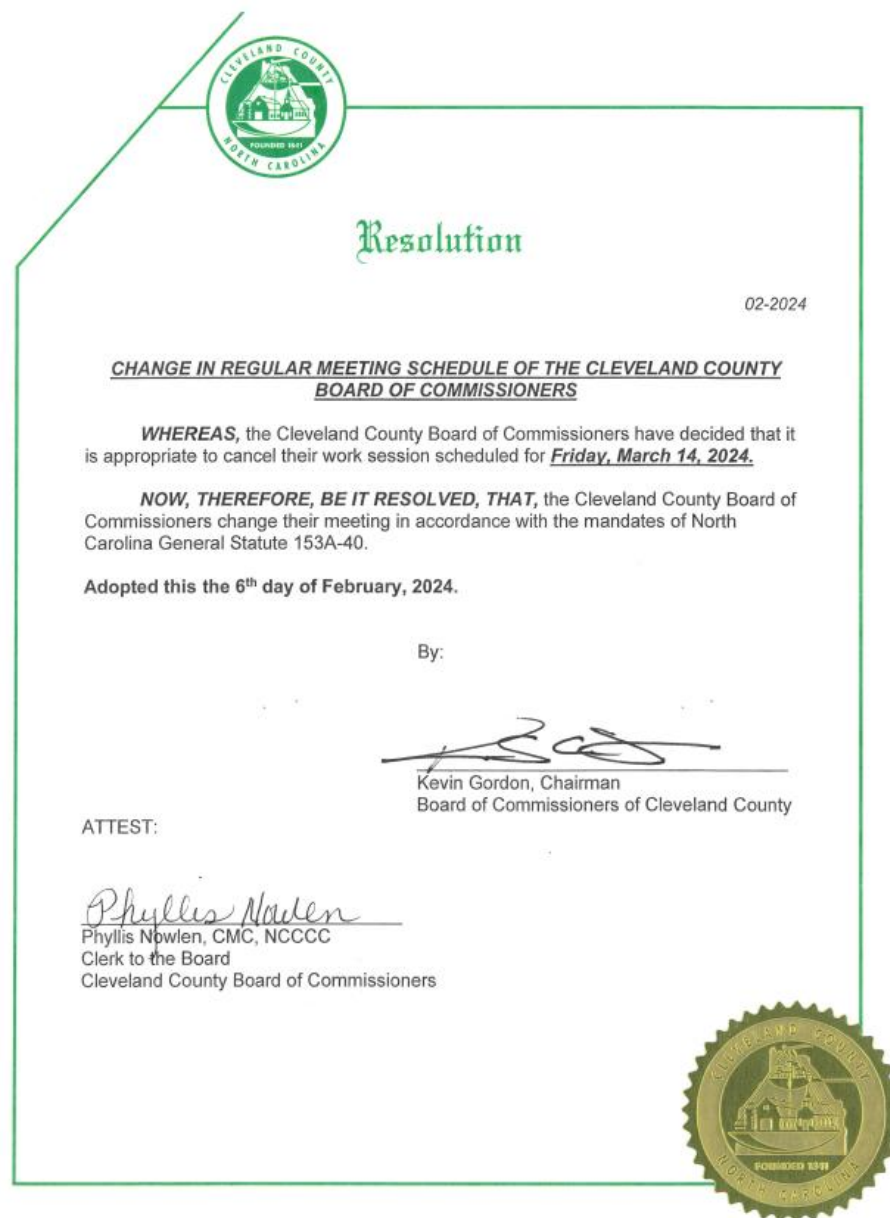 CLEVELAND COUNTY
FOUNDED 1841
NORTH CAROLINA
Resolution
02-2024
CHANGE IN REGULAR MEETING SCHEDULE OF THE CLEVELAND COUNTY
BOARD OF COMMISSIONERS
WHEREAS, the Cleveland County Board of Commissioners have decided that it
is appropriate to cancel their work session scheduled for Friday, March 14, 2024.
NOW, THEREFORE, BE IT RESOLVED, THAT, the Cleveland County Board of
Commissioners change their meeting in accordance with the mandates of North
Carolina General Statute 153A-40.
Adopted this the 6th day of February, 2024.
By:
Kevin Gordon, Chairman
Board of Commissioners of Cleveland County
ATTEST:
Phyllis Nowlen
Phyllis Nowlen, CMC, NCCCC
Clerk to the Board
Cleveland County Board of Commissioners
CLEVELAND COUNTY
FOUNDED 1841
NORTH CAROLINA